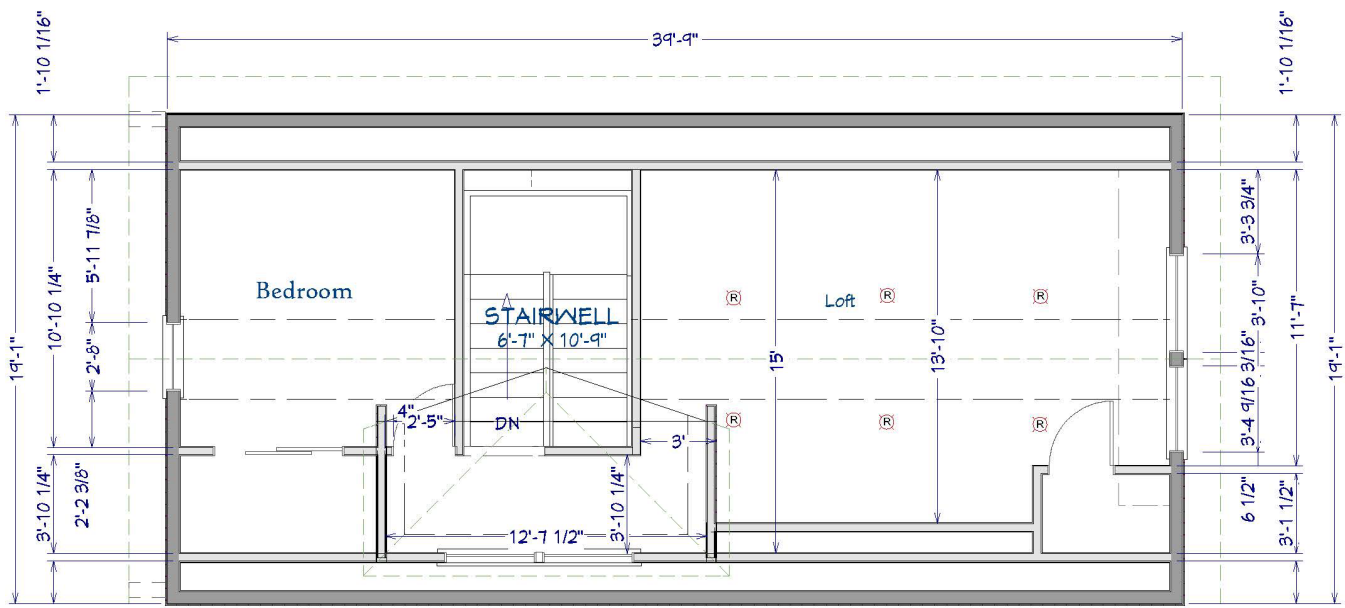 39'-9"
1'-10 1/16"
1'-10 1/16"
19'-1"
10'-10 1/4"
5'-11 7/8"
2'-8"
3'-10 1/4"
2'-2 3/8"
Bedroom
STAIRWELL
6'-7" X 10'-9"
4"
2'-5"
DN
3'
3'-10 1/4"
12'-7 1/2"
R
R
R
Loft
15'
13'-10"
R
R
R
3'-3 3/4"
3'-10"
3'-4 9/16"
3/16"
11'-7"
6 1/2"
3'-1 1/2"
19'-1"